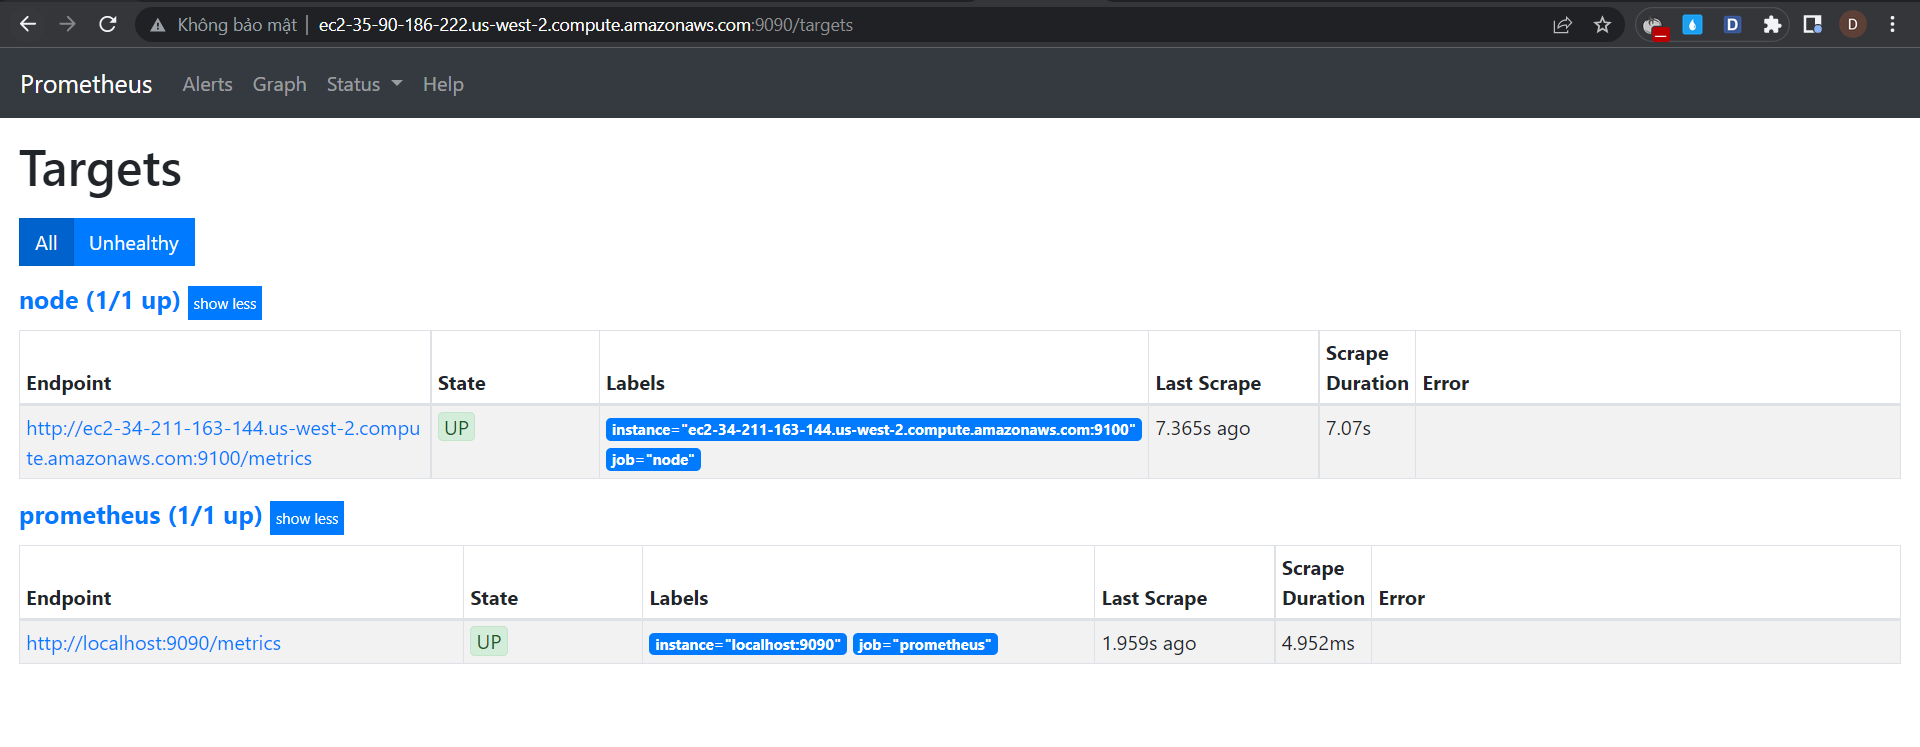 Không bảo mật | ec2-35-90-186-222.us-west-2.compute.amazonaws.com:9090/targets
D
D
Prometheus Alerts Graph Status Help
Targets
All Unhealthy
node (1/1 up) show less
Endpoint State Labels Last Scrape Scrape Duration Error
http://ec2-34-211-163-144.us-west-2.compu
te.amazonaws.com:9100/metrics
UP
instance="ec2-34-211-163-144.us-west-2.compute.amazonaws.com:9100"
job="node"
7.365s ago 7.07s
prometheus (1/1 up) show less
Endpoint State Labels Last Scrape Scrape Duration Error
http://localhost:9090/metrics UP instance="localhost:9090" job="prometheus" 1.959s ago 4.952ms